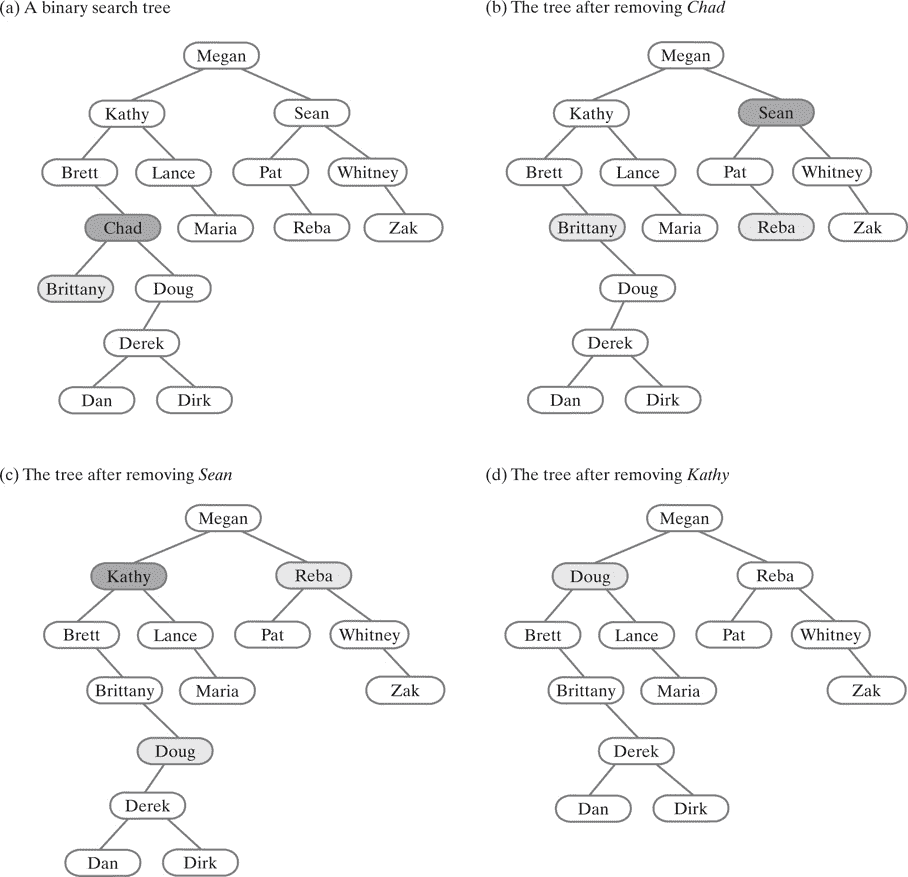 (a) A binary search tree
Megan
Kathy Sean
Brett Lance Pat Whitney
Chad Maria Reba Zak
Brittany Doug
Derek
Dan Dirk
(b) The tree after removing Chad
Megan
Kathy Sean
Brett Lance Pat Whitney
Brittany Maria Reba Zak
Doug
Derek
Dan Dirk
(c) The tree after removing Sean
Megan
Kathy Reba
Brett Lance Pat Whitney
Brittany Maria Zak
Doug
Derek
Dan Dirk
(d) The tree after removing Kathy
Megan
Doug Reba
Brett Lance Pat Whitney
Brittany Maria Zak
Derek
Dan Dirk